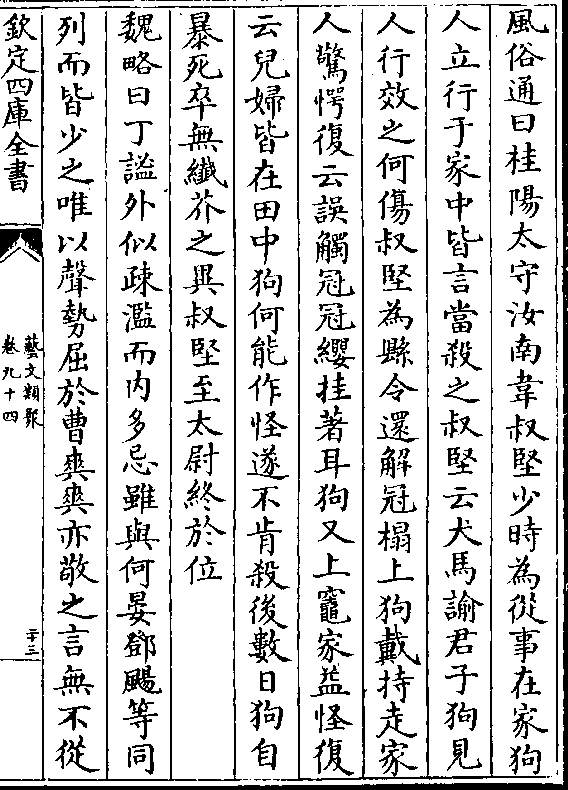 風俗通曰桂陽太守汝南韋叔堅少時為從事在家狗
人立行于家中皆言當殺之叔堅云犬馬諭君子狗見
人行效之何傷叔堅為縣令還解冠榻上狗戴持走家
人驚愕復云誤觸冠冠纓挂著耳狗又上竈家益怪復
云兒婦皆在田中狗何能作怪遂不肯殺後數日狗自
暴死卒無纖芥之異叔堅至太尉終於位
魏略曰丁謐外似疎濫而内多忌雖與何晏鄧颺等同
列而皆少之唯以聲勢屈於曹爽爽亦敬之言無不從
欽定四庫全書
藝文類聚
卷九十四
二十三